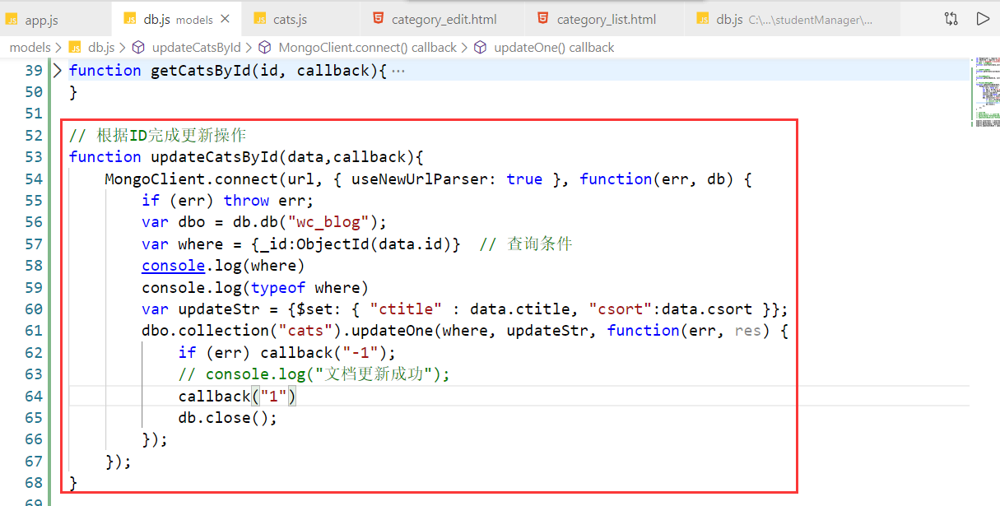 app.js db.js models × cats.js category_edit.html category_list.html db.js C:\...\studentManager\...
models > db.js > updateCatsById > MongoClient.connect() callback > updateOne() callback
39 function getCatsById(id, callback){ ...
50 }
51
52 // 根据ID完成更新操作
53 function updateCatsById(data,callback){
54 MongoClient.connect(url, { useNewUrlParser: true }, function(err, db) {
55 if (err) throw err;
56 var dbo = db.db("wc_blog");
57 var where = {_id:ObjectId(data.id)} // 查询条件
58 console.log(where)
59 console.log(typeof where)
60 var updateStr = {$set: { "ctitle" : data.ctitle, "csort":data.csort }};
61 dbo.collection("cats").updateOne(where, updateStr, function(err, res) {
62 if (err) callback("-1");
63 // console.log("文档更新成功");
64 callback("1")
65 db.close();
66 });
67 });
68 }
69